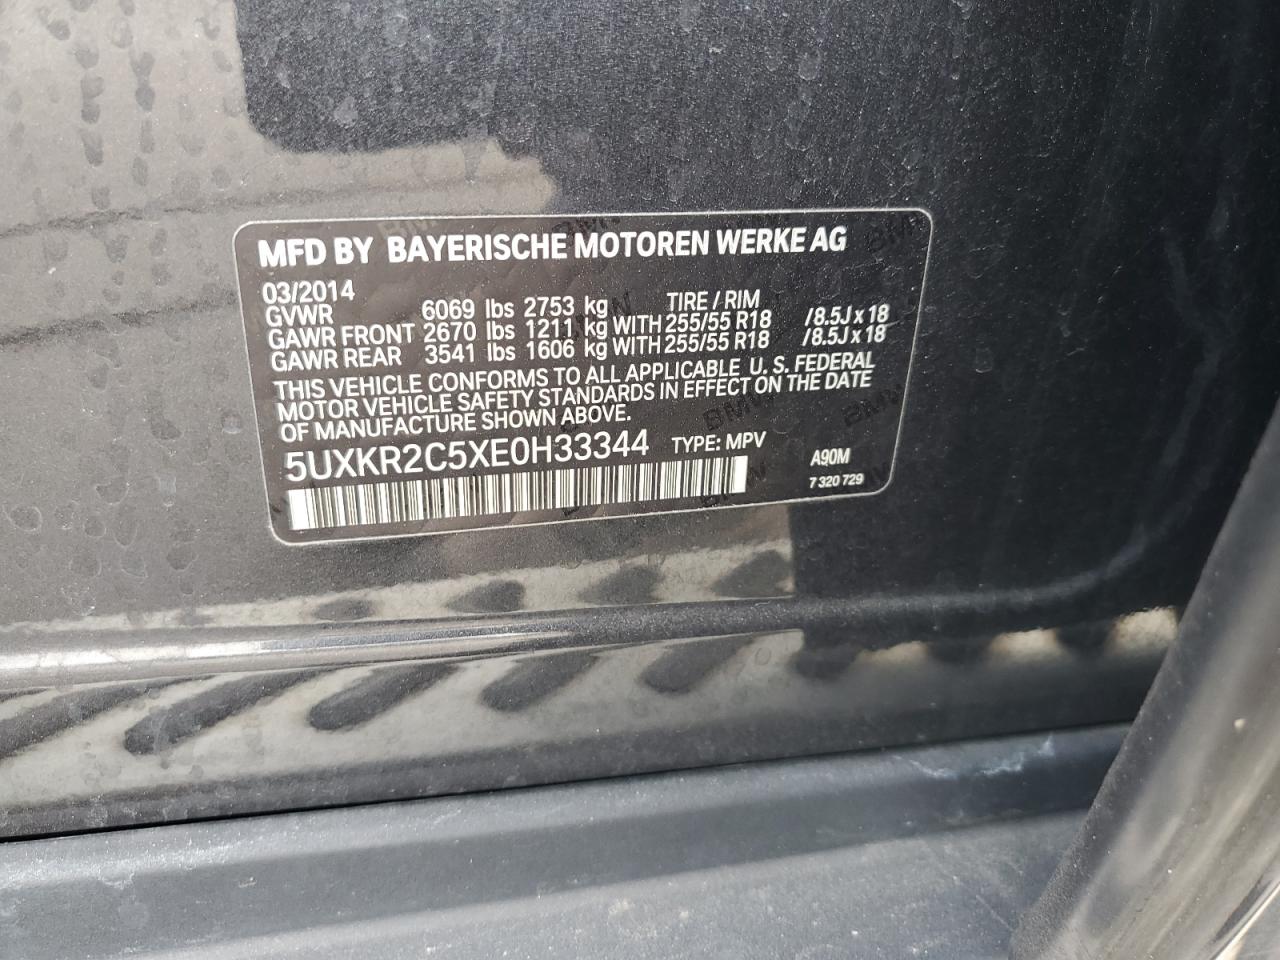 MFD BY BAYERISCHE MOTOREN WERKE AG
03/2014
GVWR 6069 lbs 2753 kg TIRE / RIM
GAWR FRONT 2670 lbs 1211 kg WITH 255/55 R18 /8.5J x 18
GAWR REAR 3541 lbs 1606 kg WITH 255/55 R18 /8.5J x 18
THIS VEHICLE CONFORMS TO ALL APPLICABLE U. S. FEDERAL
MOTOR VEHICLE SAFETY STANDARDS IN EFFECT ON THE DATE
OF MANUFACTURE SHOWN ABOVE.
5UXKR2C5XE0H33344 TYPE: MPV
A90M
7 320 729